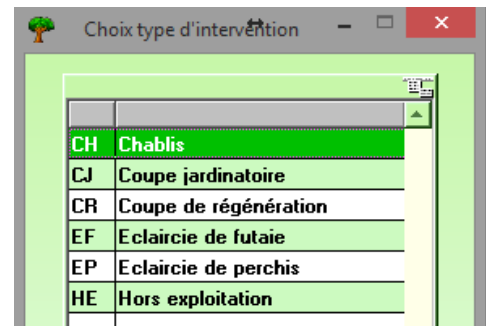 Choix type d'intervention
CH Chablis
CJ Coupe jardinatoire
CR Coupe de régénération
EF Eclaircie de futaie
EP Eclaircie de perchis
HE Hors exploitation